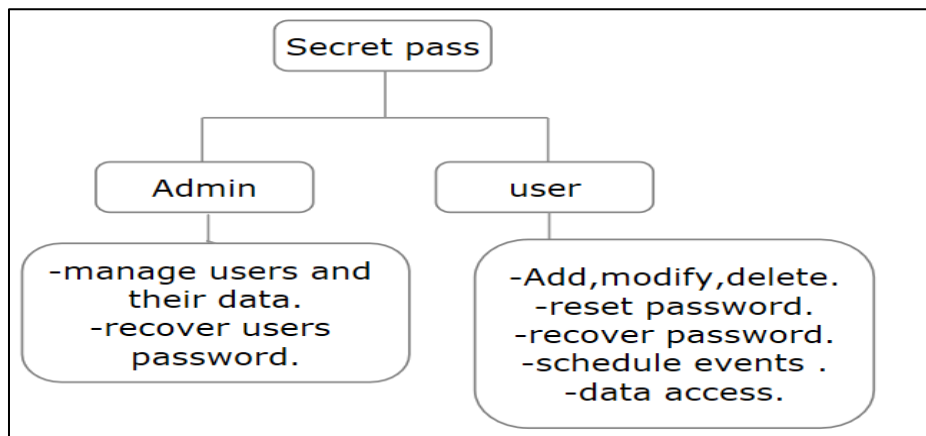 Secret pass
Admin
user
-manage users and
their data.
-recover users
password.
-Add,modify,delete.
-reset password.
-recover password.
-schedule events .
-data access.